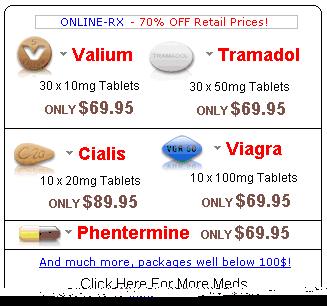 ONLINE-RX - 70% OFF Retail Prices!
Valium
30 x 10mg Tablets
ONLY $69.95
TRAMADOL
Tramadol
30 x 50mg Tablets
ONLY $69.95
Cialis
10 x 20mg Tablets
ONLY $89.95
VGR 50
Viagra
10 x 100mg Tablets
ONLY $69.95
Phentermine ONLY $69.95
And much more, packages well below 100$!
Click Here For More Meds